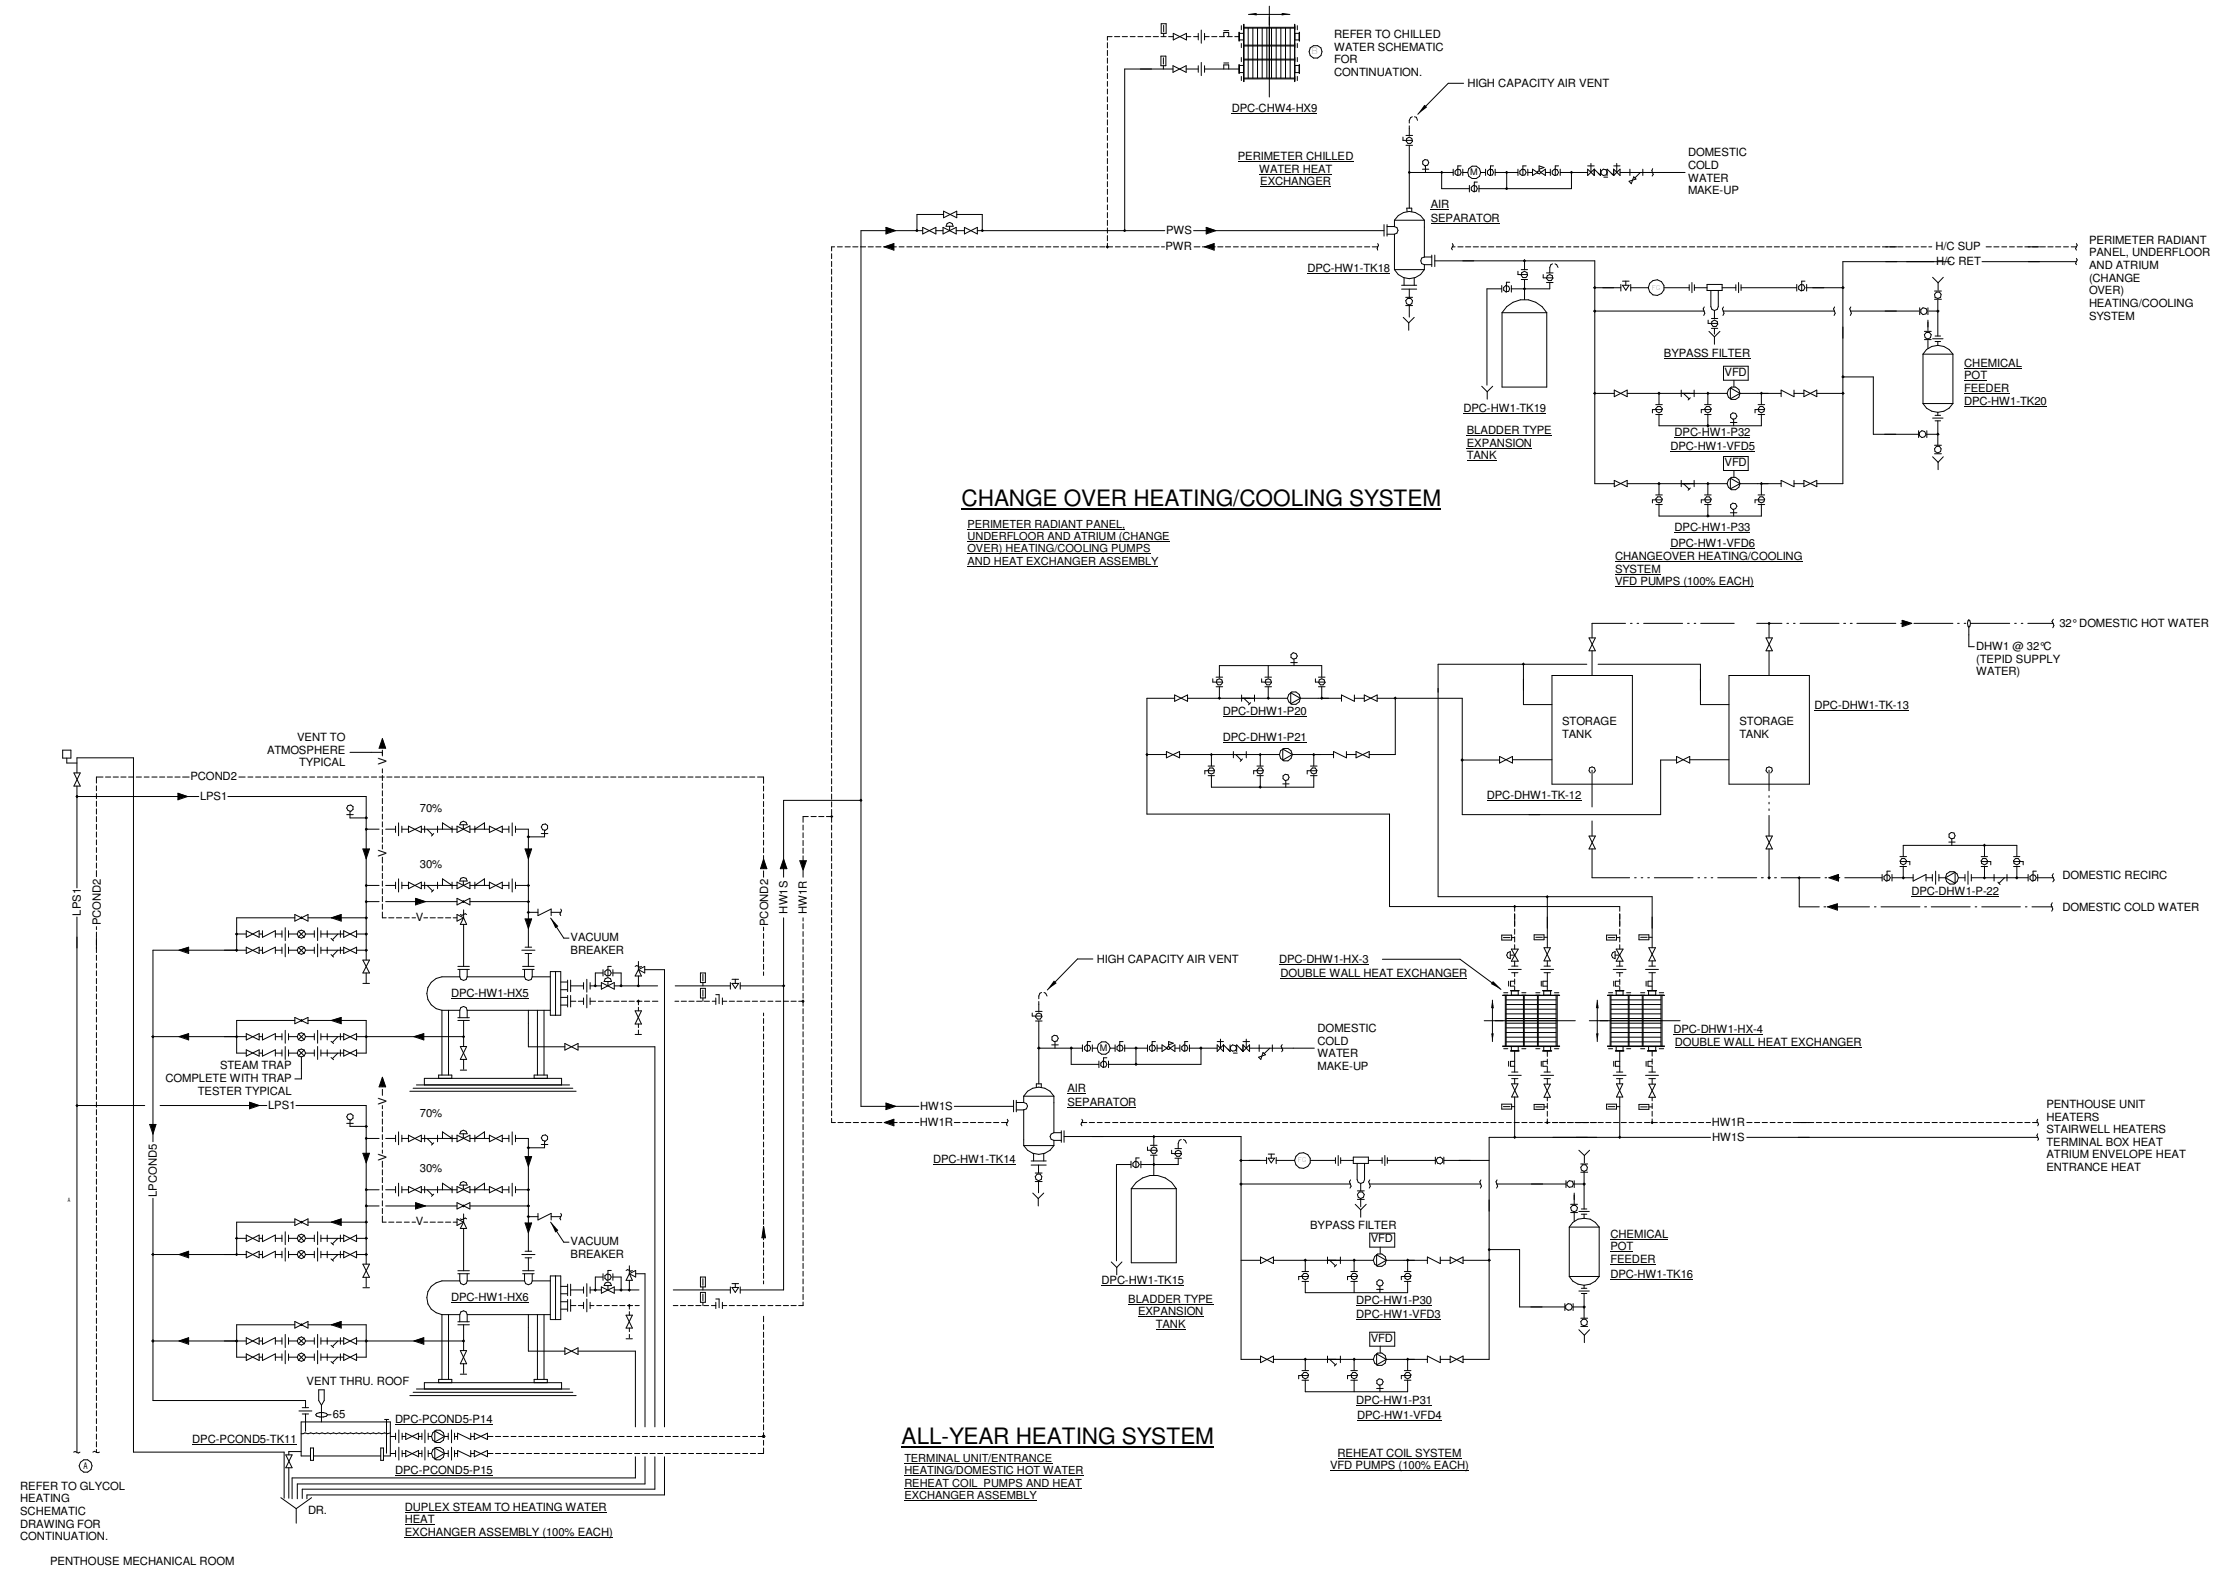 REFER TO CHILLED
WATER SCHEMATIC
FOR
CONTINUATION.
DPC-CHW4-HX9
HIGH CAPACITY AIR VENT
PERIMETER CHILLED
WATER HEAT
EXCHANGER
M
DOMESTIC
COLD
WATER
MAKE-UP
AIR
SEPARATOR
PWS
PWR
DPC-HW1-TK18
H/C SUP
H/C RET
PERIMETER RADIANT
PANEL, UNDERFLOOR
AND ATRIUM
(CHANGE
OVER)
HEATING/COOLING
SYSTEM
BYPASS FILTER
VFD
CHEMICAL
POT
FEEDER
DPC-HW1-TK20
DPC-HW1-TK19
BLADDER TYPE
EXPANSION
TANK
DPC-HW1-P32
DPC-HW1-VFD5
VFD
DPC-HW1-P33
DPC-HW1-VFD6
CHANGEOVER HEATING/COOLING
SYSTEM
VFD PUMPS (100% EACH)
CHANGE OVER HEATING/COOLING SYSTEM
PERIMETER RADIANT PANEL,
UNDERFLOOR AND ATRIUM (CHANGE
OVER) HEATING/COOLING PUMPS
AND HEAT EXCHANGER ASSEMBLY
32° DOMESTIC HOT WATER
DHW1 @ 32°C
(TEPID SUPPLY
WATER)
DPC-DHW1-P20
DPC-DHW1-P21
STORAGE
TANK
STORAGE
TANK
DPC-DHW1-TK-13
DPC-DHW1-TK-12
DOMESTIC RECIRC
DPC-DHW1-P-22
DOMESTIC COLD WATER
VENT TO
ATMOSPHERE
TYPICAL
V
PCOND2
LPS1
70%
V
30%
LPS1
PCOND2
V
VACUUM
BREAKER
PCOND2
HW1S
HW1R
DPC-HW1-HX5
STEAM TRAP
COMPLETE WITH TRAP
TESTER TYPICAL
LPS1
V
70%
V
30%
LPCOND5
V
VACUUM
BREAKER
DPC-HW1-HX6
VENT THRU. ROOF
65
DPC-PCOND5-TK11
DPC-PCOND5-P14
DPC-PCOND5-P15
A
REFER TO GLYCOL
HEATING
SCHEMATIC
DRAWING FOR
CONTINUATION.
DR.
DUPLEX STEAM TO HEATING WATER
HEAT
EXCHANGER ASSEMBLY (100% EACH)
PENTHOUSE MECHANICAL ROOM
HIGH CAPACITY AIR VENT
DPC-DHW1-HX-3
DOUBLE WALL HEAT EXCHANGER
DPC-DHW1-HX-4
DOUBLE WALL HEAT EXCHANGER
M
DOMESTIC
COLD
WATER
MAKE-UP
AIR
SEPARATOR
HW1S
HW1R
DPC-HW1-TK14
HW1R
HW1S
PENTHOUSE UNIT
HEATERS
STAIRWELL HEATERS
TERMINAL BOX HEAT
ATRIUM ENVELOPE HEAT
ENTRANCE HEAT
BYPASS FILTER
VFD
CHEMICAL
POT
FEEDER
DPC-HW1-TK16
DPC-HW1-TK15
BLADDER TYPE
EXPANSION
TANK
DPC-HW1-P30
DPC-HW1-VFD3
VFD
DPC-HW1-P31
DPC-HW1-VFD4
REHEAT COIL SYSTEM
VFD PUMPS (100% EACH)
ALL-YEAR HEATING SYSTEM
TERMINAL UNIT/ENTRANCE
HEATING/DOMESTIC HOT WATER
REHEAT COIL PUMPS AND HEAT
EXCHANGER ASSEMBLY